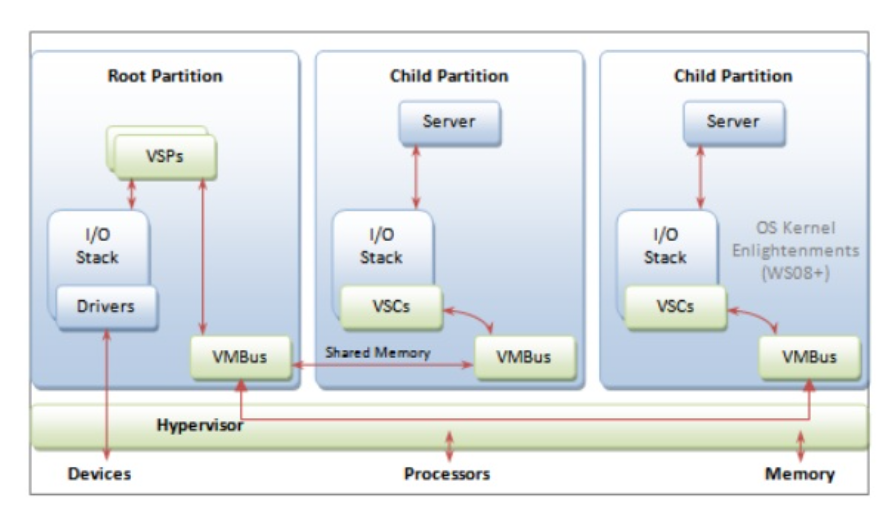 Root Partition
VSPs
I/O
Stack
Drivers
VMBus
Child Partition
Server
I/O
Stack
VSCs
Shared Memory
VMBus
Child Partition
Server
I/O
Stack
OS Kernel
Enlightenments
(WS08+)
VSCs
VMBus
Hypervisor
Devices
Processors
Memory